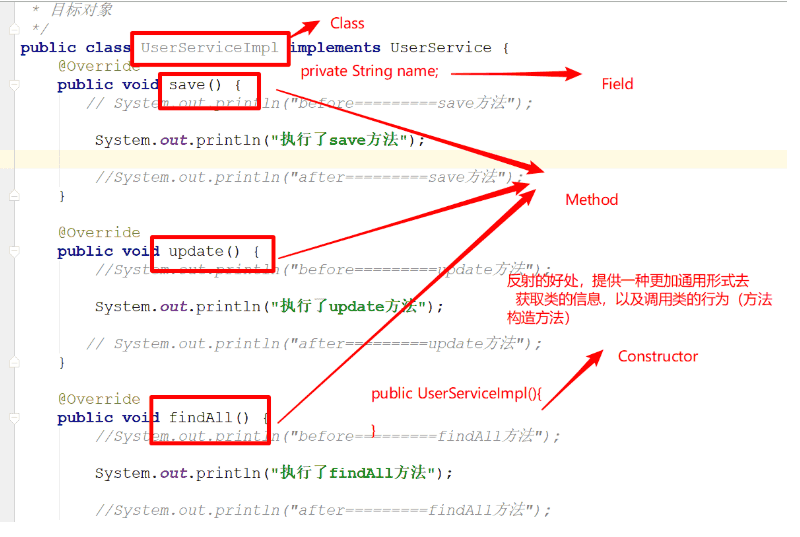 * 目标对象
*/
Class
public class UserServiceImpl implements UserService {
@Override
private String name;
Field
public void save() {
// System.out.println("before=========save方法");
System.out.println("执行了save方法");
//System.out.println("after=========save方法");
}
Method
@Override
public void update() {
//System.out.println("before=========update方法");
反射的好处，提供一种更加通用形式去
获取类的信息，以及调用类的行为（方法
构造方法）
System.out.println("执行了update方法");
// System.out.println("after=========update方法");
}
Constructor
@Override
public UserServiceImpl(){
}
public void findAll() {
//System.out.println("before=========findAll方法");
System.out.println("执行了findAll方法");
//System.out.println("after=========findAll方法");